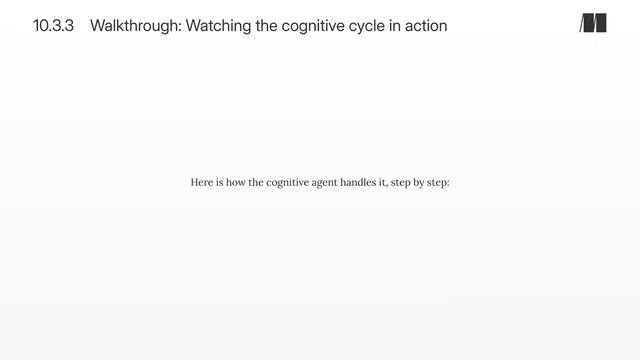 10.3.3 Walkthrough: Watching the cognitive cycle in action
Here is how the cognitive agent handles it, step by step: